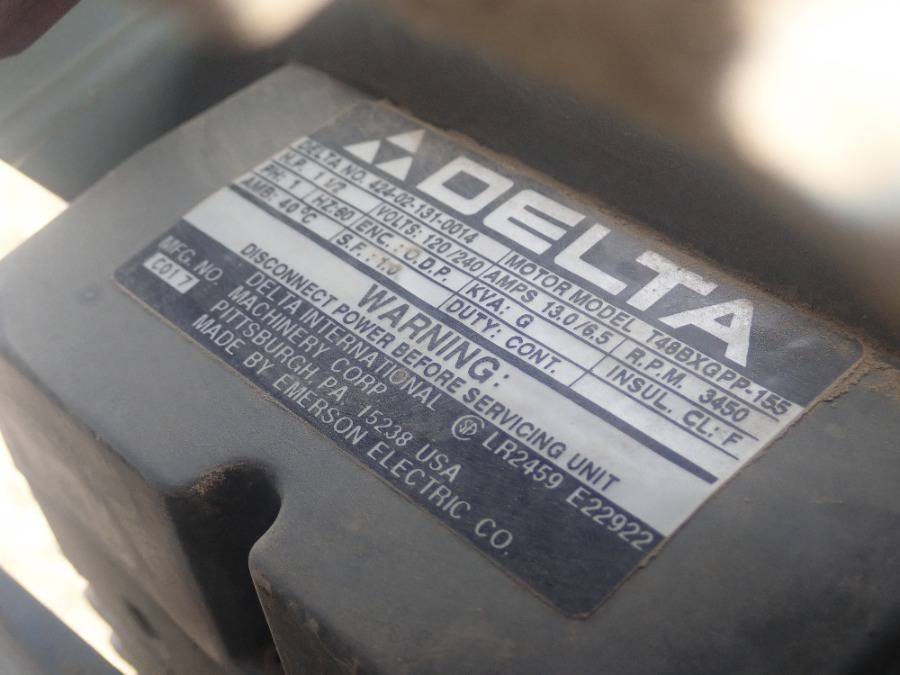 DELTA
DELTA NO. 424-02-131-0014 MOTOR MODEL T48BXGPP-155
H.P. 1 1/2 VOLTS: 120/240 AMPS 13.0/6.5 R.P.M. 3450
PH: 1 HZ:60 ENC.: O.D.P. KVA: G INSUL. CL: F
AMB: 40°C S.F.: 1.0 DUTY: CONT.
WARNING:
DISCONNECT POWER BEFORE SERVICING UNIT
MFG. NO. DELTA INTERNATIONAL SP LR2459 E22922
C017 MACHINERY CORP
PITTSBURGH, PA. 15238 USA
MADE BY EMERSON ELECTRIC CO.